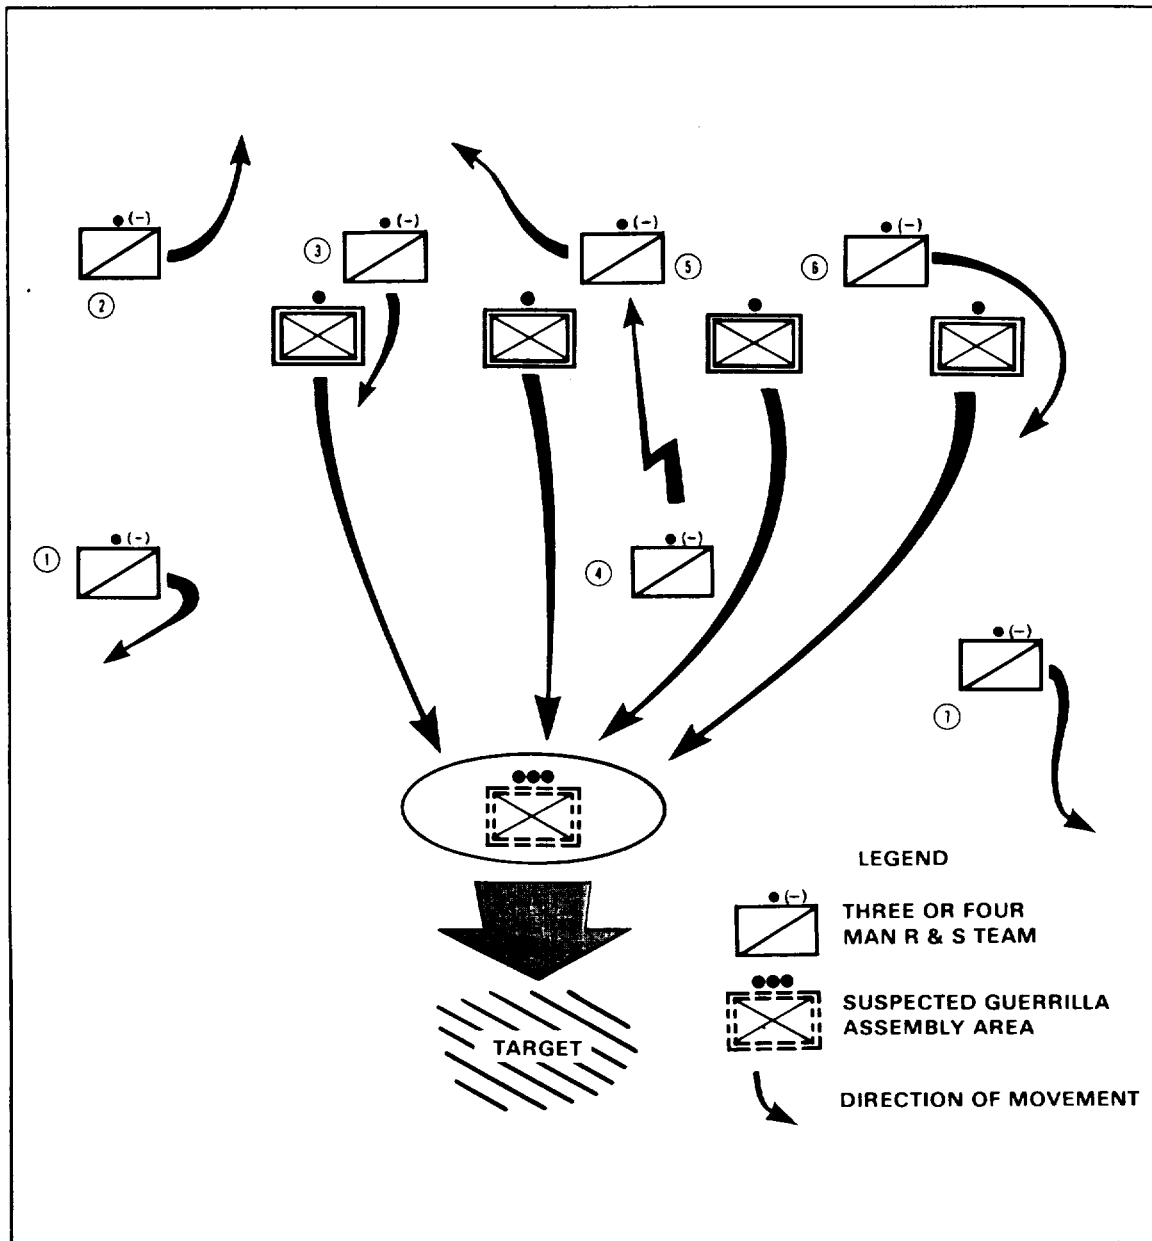 (-)
(-)
(-)
(-)
2
3
5
6
(-)
(-)
1
4
(-)
7
LEGEND
(-)
THREE OR FOUR
MAN R & S TEAM
SUSPECTED GUERRILLA
ASSEMBLY AREA
TARGET
DIRECTION OF MOVEMENT